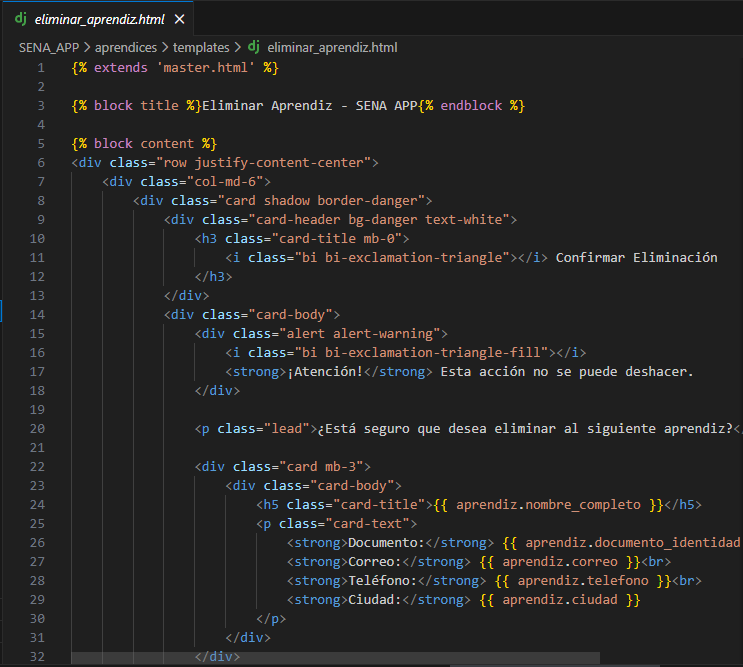 dj eliminar_aprendiz.html ×
SENA_APP > aprendices > templates > dj eliminar_aprendiz.html
1 {% extends 'master.html' %}
2
3 {% block title %}Eliminar Aprendiz - SENA APP{% endblock %}
4
5 {% block content %}
6 <div class="row justify-content-center">
7 <div class="col-md-6">
8 <div class="card shadow border-danger">
9 <div class="card-header bg-danger text-white">
10 <h3 class="card-title mb-0">
11 <i class="bi bi-exclamation-triangle"></i> Confirmar Eliminación
12 </h3>
13 </div>
14 <div class="card-body">
15 <div class="alert alert-warning">
16 <i class="bi bi-exclamation-triangle-fill"></i>
17 <strong>¡Atención!</strong> Esta acción no se puede deshacer.
18 </div>
19
20 <p class="lead">¿Está seguro que desea eliminar al siguiente aprendiz?<
21
22 <div class="card mb-3">
23 <div class="card-body">
24 <h5 class="card-title">{{ aprendiz.nombre_completo }}</h5>
25 <p class="card-text">
26 <strong>Documento:</strong> {{ aprendiz.documento_identidad
27 <strong>Correo:</strong> {{ aprendiz.correo }}<br>
28 <strong>Teléfono:</strong> {{ aprendiz.telefono }}<br>
29 <strong>Ciudad:</strong> {{ aprendiz.ciudad }}
30 </p>
31 </div>
32 </div>